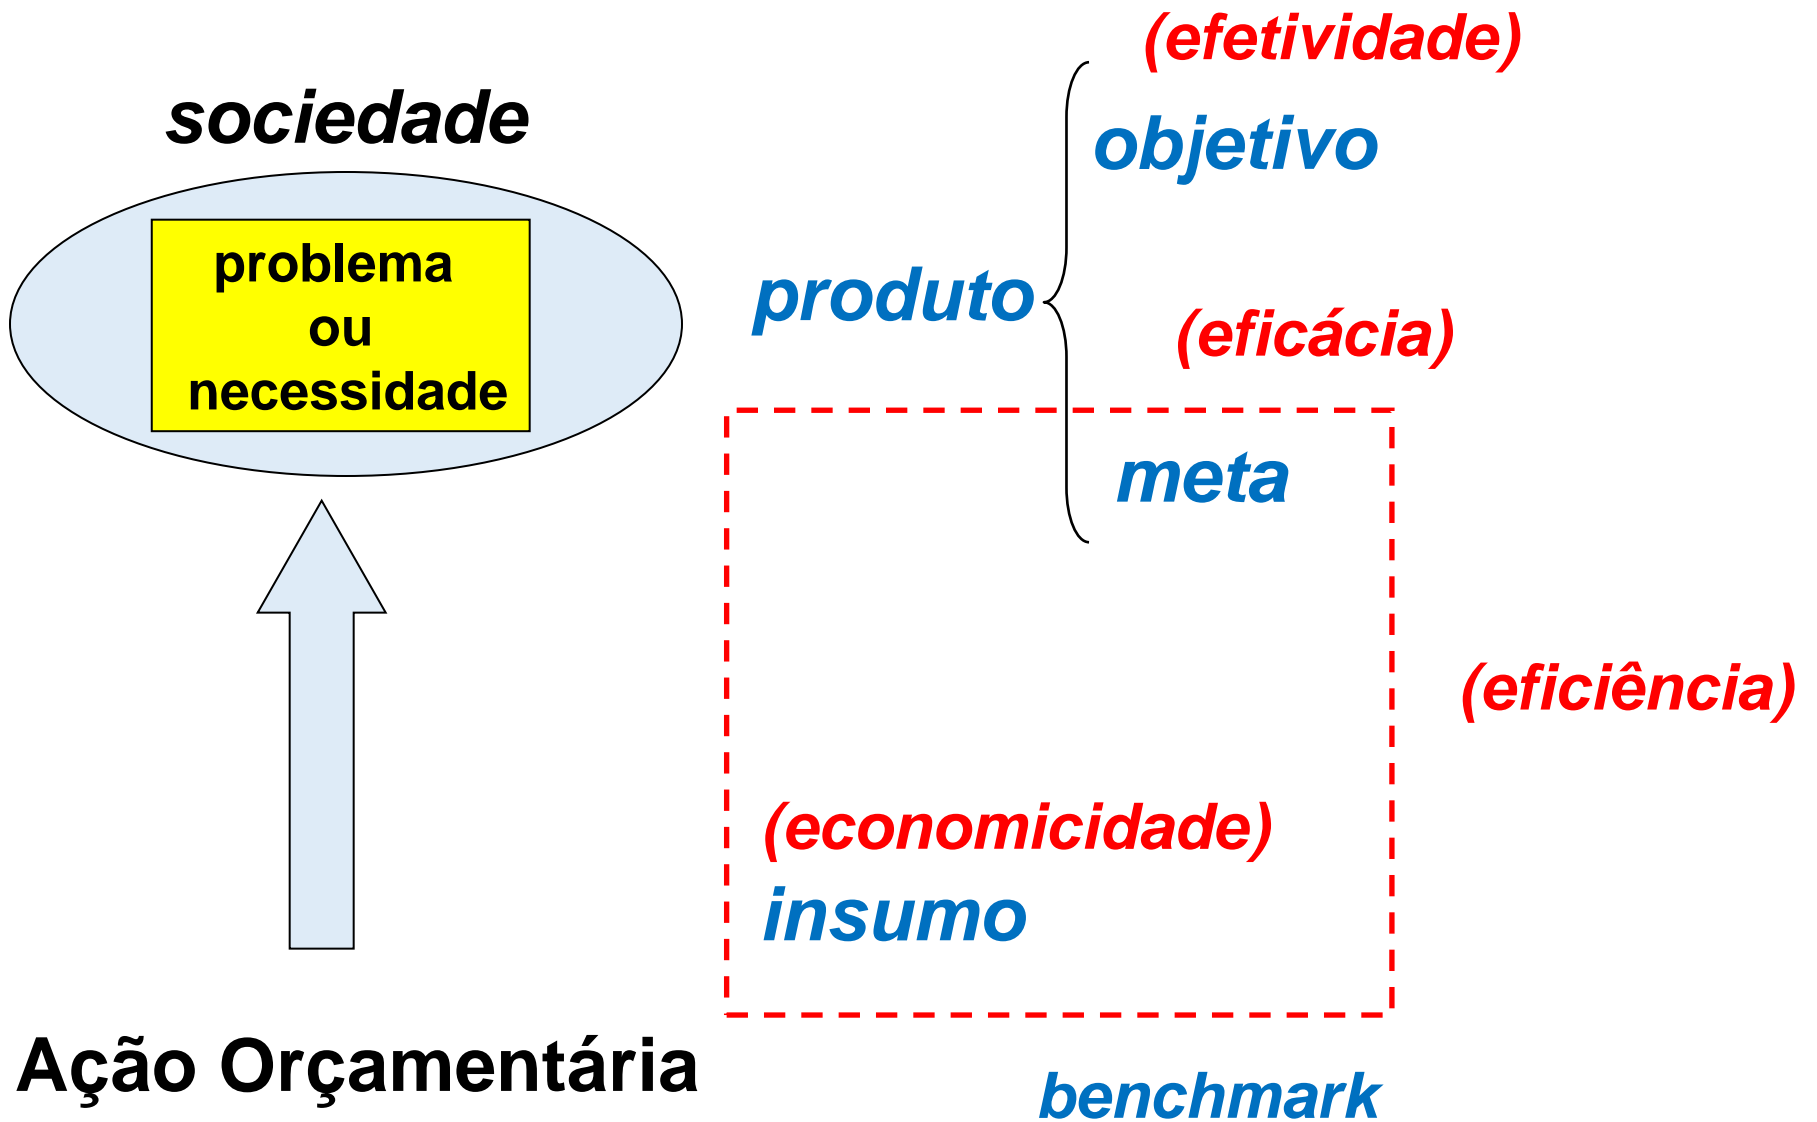 sociedade
problema
ou
necessidade
Ação Orçamentária
(efetividade)
objetivo
produto
(eficácia)
meta
(eficiência)
(economicidade)
insumo
benchmark